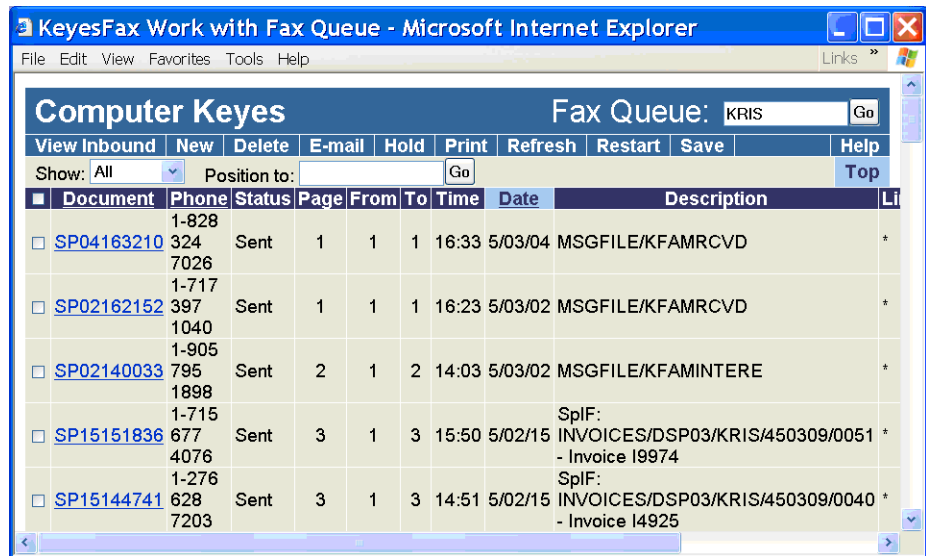 KeyesFax Work with Fax Queue - Microsoft Internet Explorer
File Edit View Favorites Tools Help Links »
Computer Keyes Fax Queue: KRIS Go
View Inbound New Delete E-mail Hold Print Refresh Restart Save Help
Show: All Position to: Go Top
Document Phone Status Page From To Time Date Description Li
1-828
SP04163210 324 Sent 1 1 1 16:33 5/03/04 MSGFILE/KFAMRCVD *
7026
1-717
SP02162152 397 Sent 1 1 1 16:23 5/03/02 MSGFILE/KFAMRCVD *
1040
1-905
SP02140033 795 Sent 2 1 2 14:03 5/03/02 MSGFILE/KFAMINTERE *
1898
1-715 SplF:
SP15151836 677 Sent 3 1 3 15:50 5/02/15 INVOICES/DSP03/KRIS/450309/0051 *
4076 - Invoice I9974
1-276 SplF:
SP15144741 628 Sent 3 1 3 14:51 5/02/15 INVOICES/DSP03/KRIS/450309/0040 *
7203 - Invoice I4925